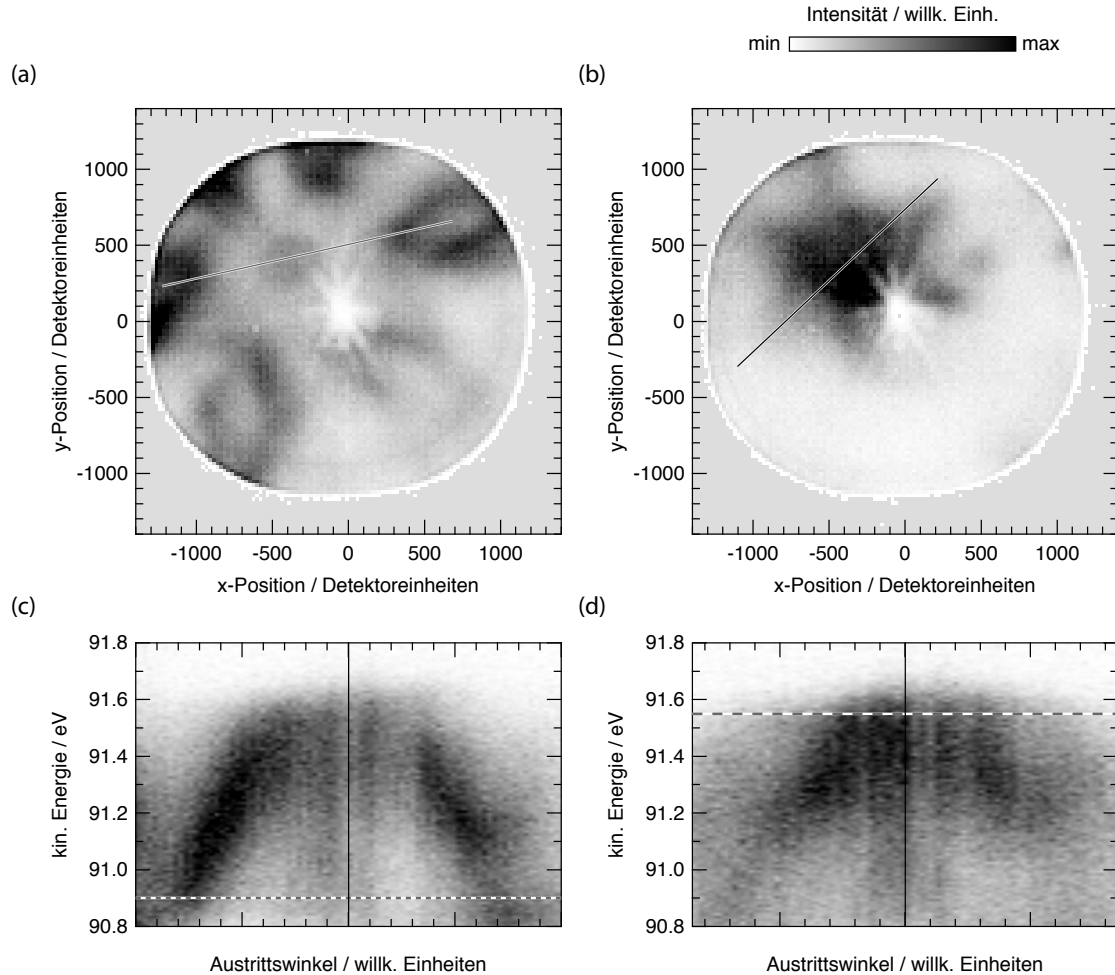 Intensität / willk. Einh.
min max
(a) (b)
1000
500
0
-500
-1000
y-Position / Detektoreinheiten
-1000 -500 0 500 1000
x-Position / Detektoreinheiten
1000
500
0
-500
-1000
y-Position / Detektoreinheiten
-1000 -500 0 500 1000
x-Position / Detektoreinheiten
(c) (d)
91.8
91.6
91.4
91.2
91.0
90.8
kin. Energie / eV
Austrittswinkel / willk. Einheiten
91.8
91.6
91.4
91.2
91.0
90.8
kin. Energie / eV
Austrittswinkel / willk. Einheiten